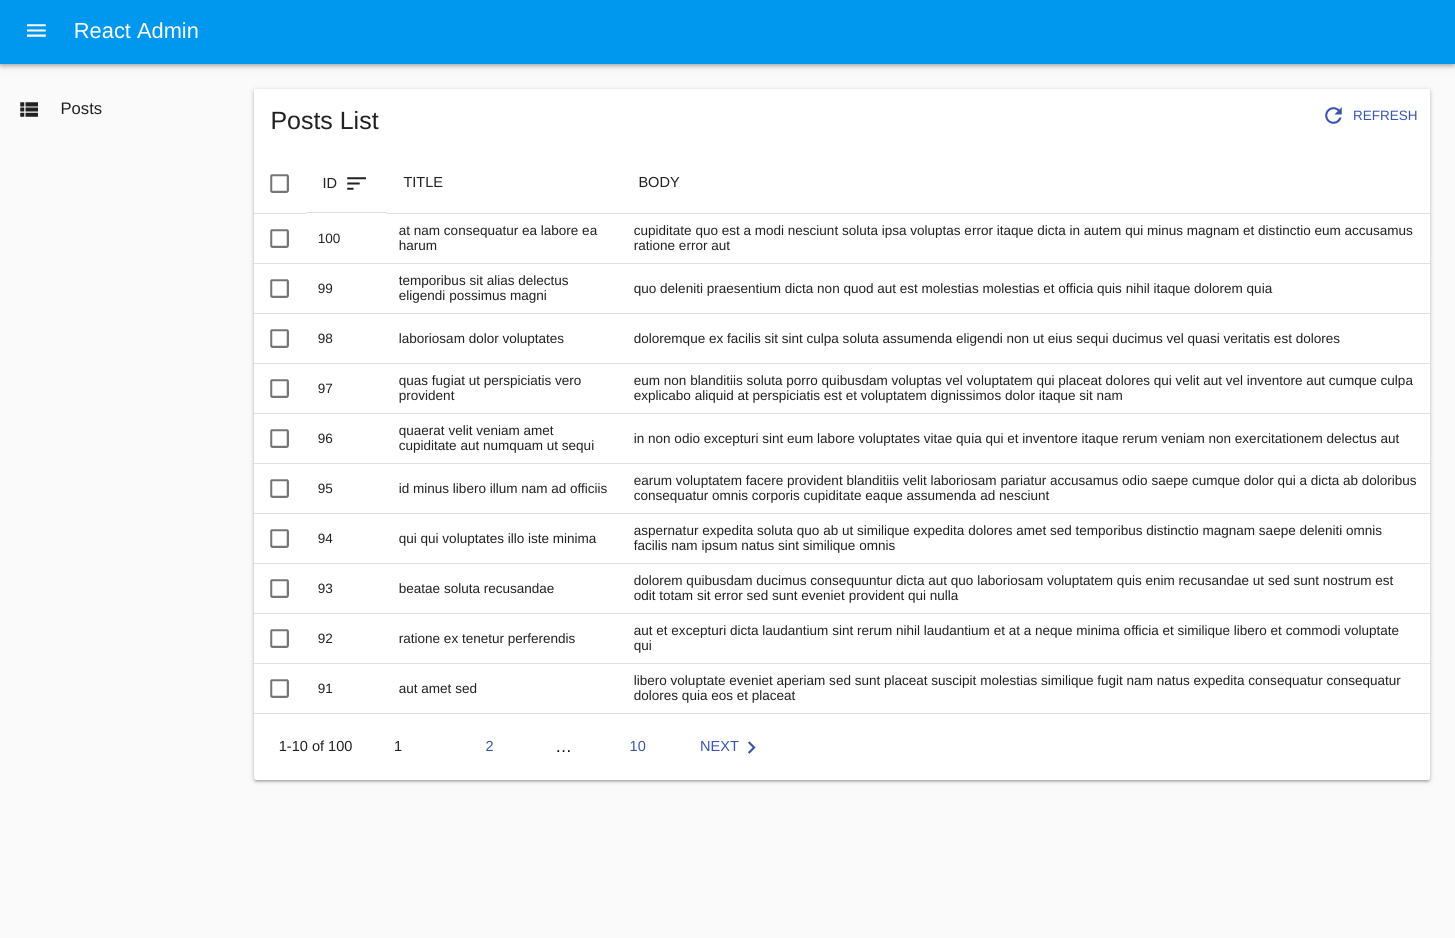 React Admin
Posts
Posts List
REFRESH
ID TITLE BODY
100 at nam consequatur ea labore ea cupiditate quo est a modi nesciunt soluta ipsa voluptas error itaque dicta in autem qui minus magnam et distinctio eum accusamus
harum ratione error aut
temporibus sit alias delectus
99 eligendi possimus magni quo deleniti praesentium dicta non quod aut est molestias molestias et officia quis nihil itaque dolorem quia
98 laboriosam dolor voluptates doloremque ex facilis sit sint culpa soluta assumenda eligendi non ut eius sequi ducimus vel quasi veritatis est dolores
97 quas fugiat ut perspiciatis vero eum non blanditiis soluta porro quibusdam voluptas vel voluptatem qui placeat dolores qui velit aut vel inventore aut cumque culpa
provident explicabo aliquid at perspiciatis est et voluptatem dignissimos dolor itaque sit nam
quaerat velit veniam amet
96 cupiditate aut numquam ut sequi in non odio excepturi sint eum labore voluptates vitae quia qui et inventore itaque rerum veniam non exercitationem delectus aut
95 id minus libero illum nam ad officiis earum voluptatem facere provident blanditiis velit laboriosam pariatur accusamus odio saepe cumque dolor qui a dicta ab doloribus
consequatur omnis corporis cupiditate eaque assumenda ad nesciunt
94 qui qui voluptates illo iste minima aspernatur expedita soluta quo ab ut similique expedita dolores amet sed temporibus distinctio magnam saepe deleniti omnis
facilis nam ipsum natus sint similique omnis
93 beatae soluta recusandae dolorem quibusdam ducimus consequuntur dicta aut quo laboriosam voluptatem quis enim recusandae ut sed sunt nostrum est
odit totam sit error sed sunt eveniet provident qui nulla
92 ratione ex tenetur perferendis aut et excepturi dicta laudantium sint rerum nihil laudantium et at a neque minima officia et similique libero et commodi voluptate
qui
91 aut amet sed libero voluptate eveniet aperiam sed sunt placeat suscipit molestias similique fugit nam natus expedita consequatur consequatur
dolores quia eos et placeat
1-10 of 100 1 2 ... 10 NEXT